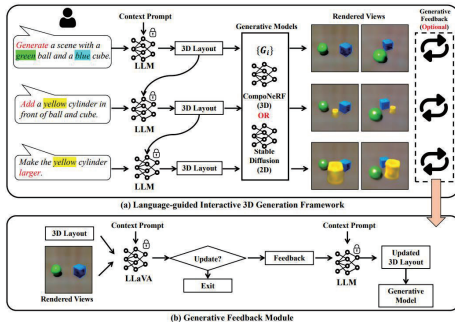 Context Prompt
Generative Models
Rendered Views
Generative
Feedback
(Optional)
Generate a scene with a
green ball and a blue cube.
LLM
3D Layout
{G_i}
Add a yellow cylinder in
front of ball and cube.
LLM
3D Layout
CompoNeRF
(3D)
OR
Stable
Diffusion
(2D)
Make the yellow cylinder
larger.
LLM
3D Layout
(a) Language-guided Interactive 3D Generation Framework
Context Prompt
Context Prompt
3D Layout
Rendered Views
LLaVA
Update?
Exit
Feedback
LLM
Updated
3D Layout
Generative
Model
(b) Generative Feedback Module